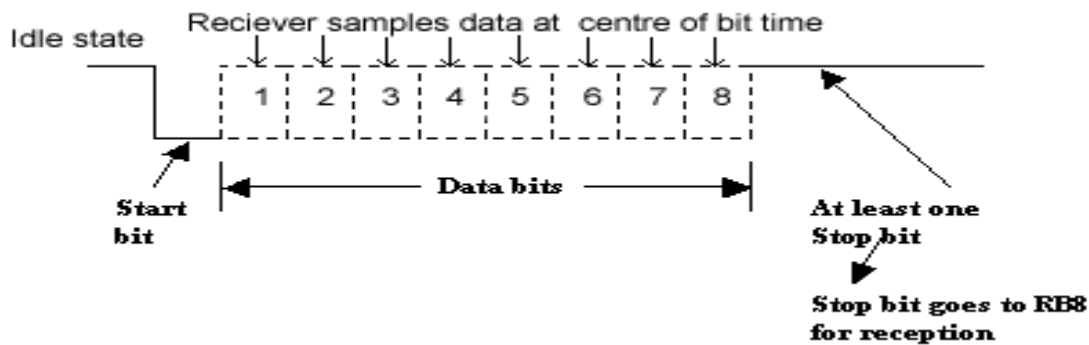 Reciever samples data at centre of bit time
Idle state
1 2 3 4 5 6 7 8
Data bits
Start
bit
At least one
Stop bit
Stop bit goes to RB8
for reception